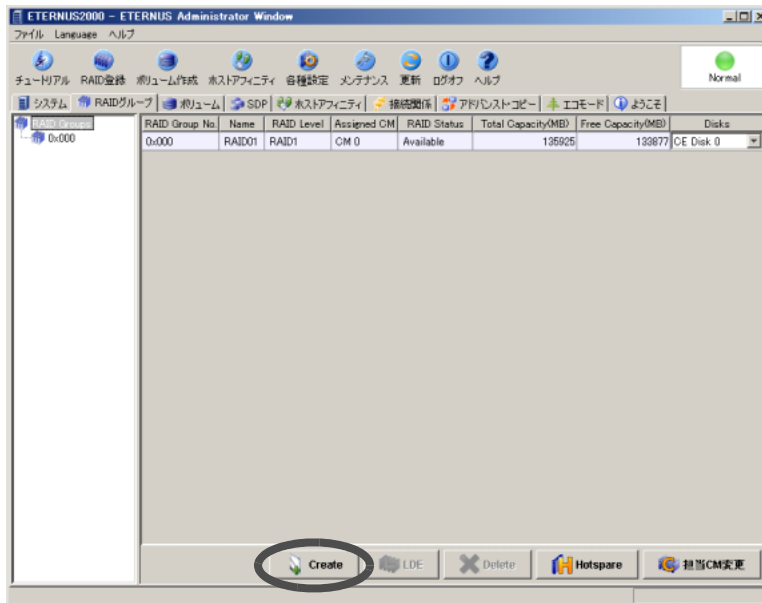 ETERNUS2000 - ETERNUS Administrator Window
ファイル Language ヘルプ
チュートリアル RAID登録 ボリューム作成 ホストアフィニティ 各種設定 メンテナンス 更新 ログオフ ヘルプ Normal
システム RAIDグループ ボリューム SDP ホストアフィニティ 接続関係 アドバンスト・コピー エコモード ようこそ
RAID Groups
0x000
RAID Group No. Name RAID Level Assigned CM RAID Status Total Capacity(MB) Free Capacity(MB) Disks
0x000 RAID01 RAID1 CM 0 Available 135925 133877 CE Disk 0
Create LDE Delete Hotspare 担当CM変更